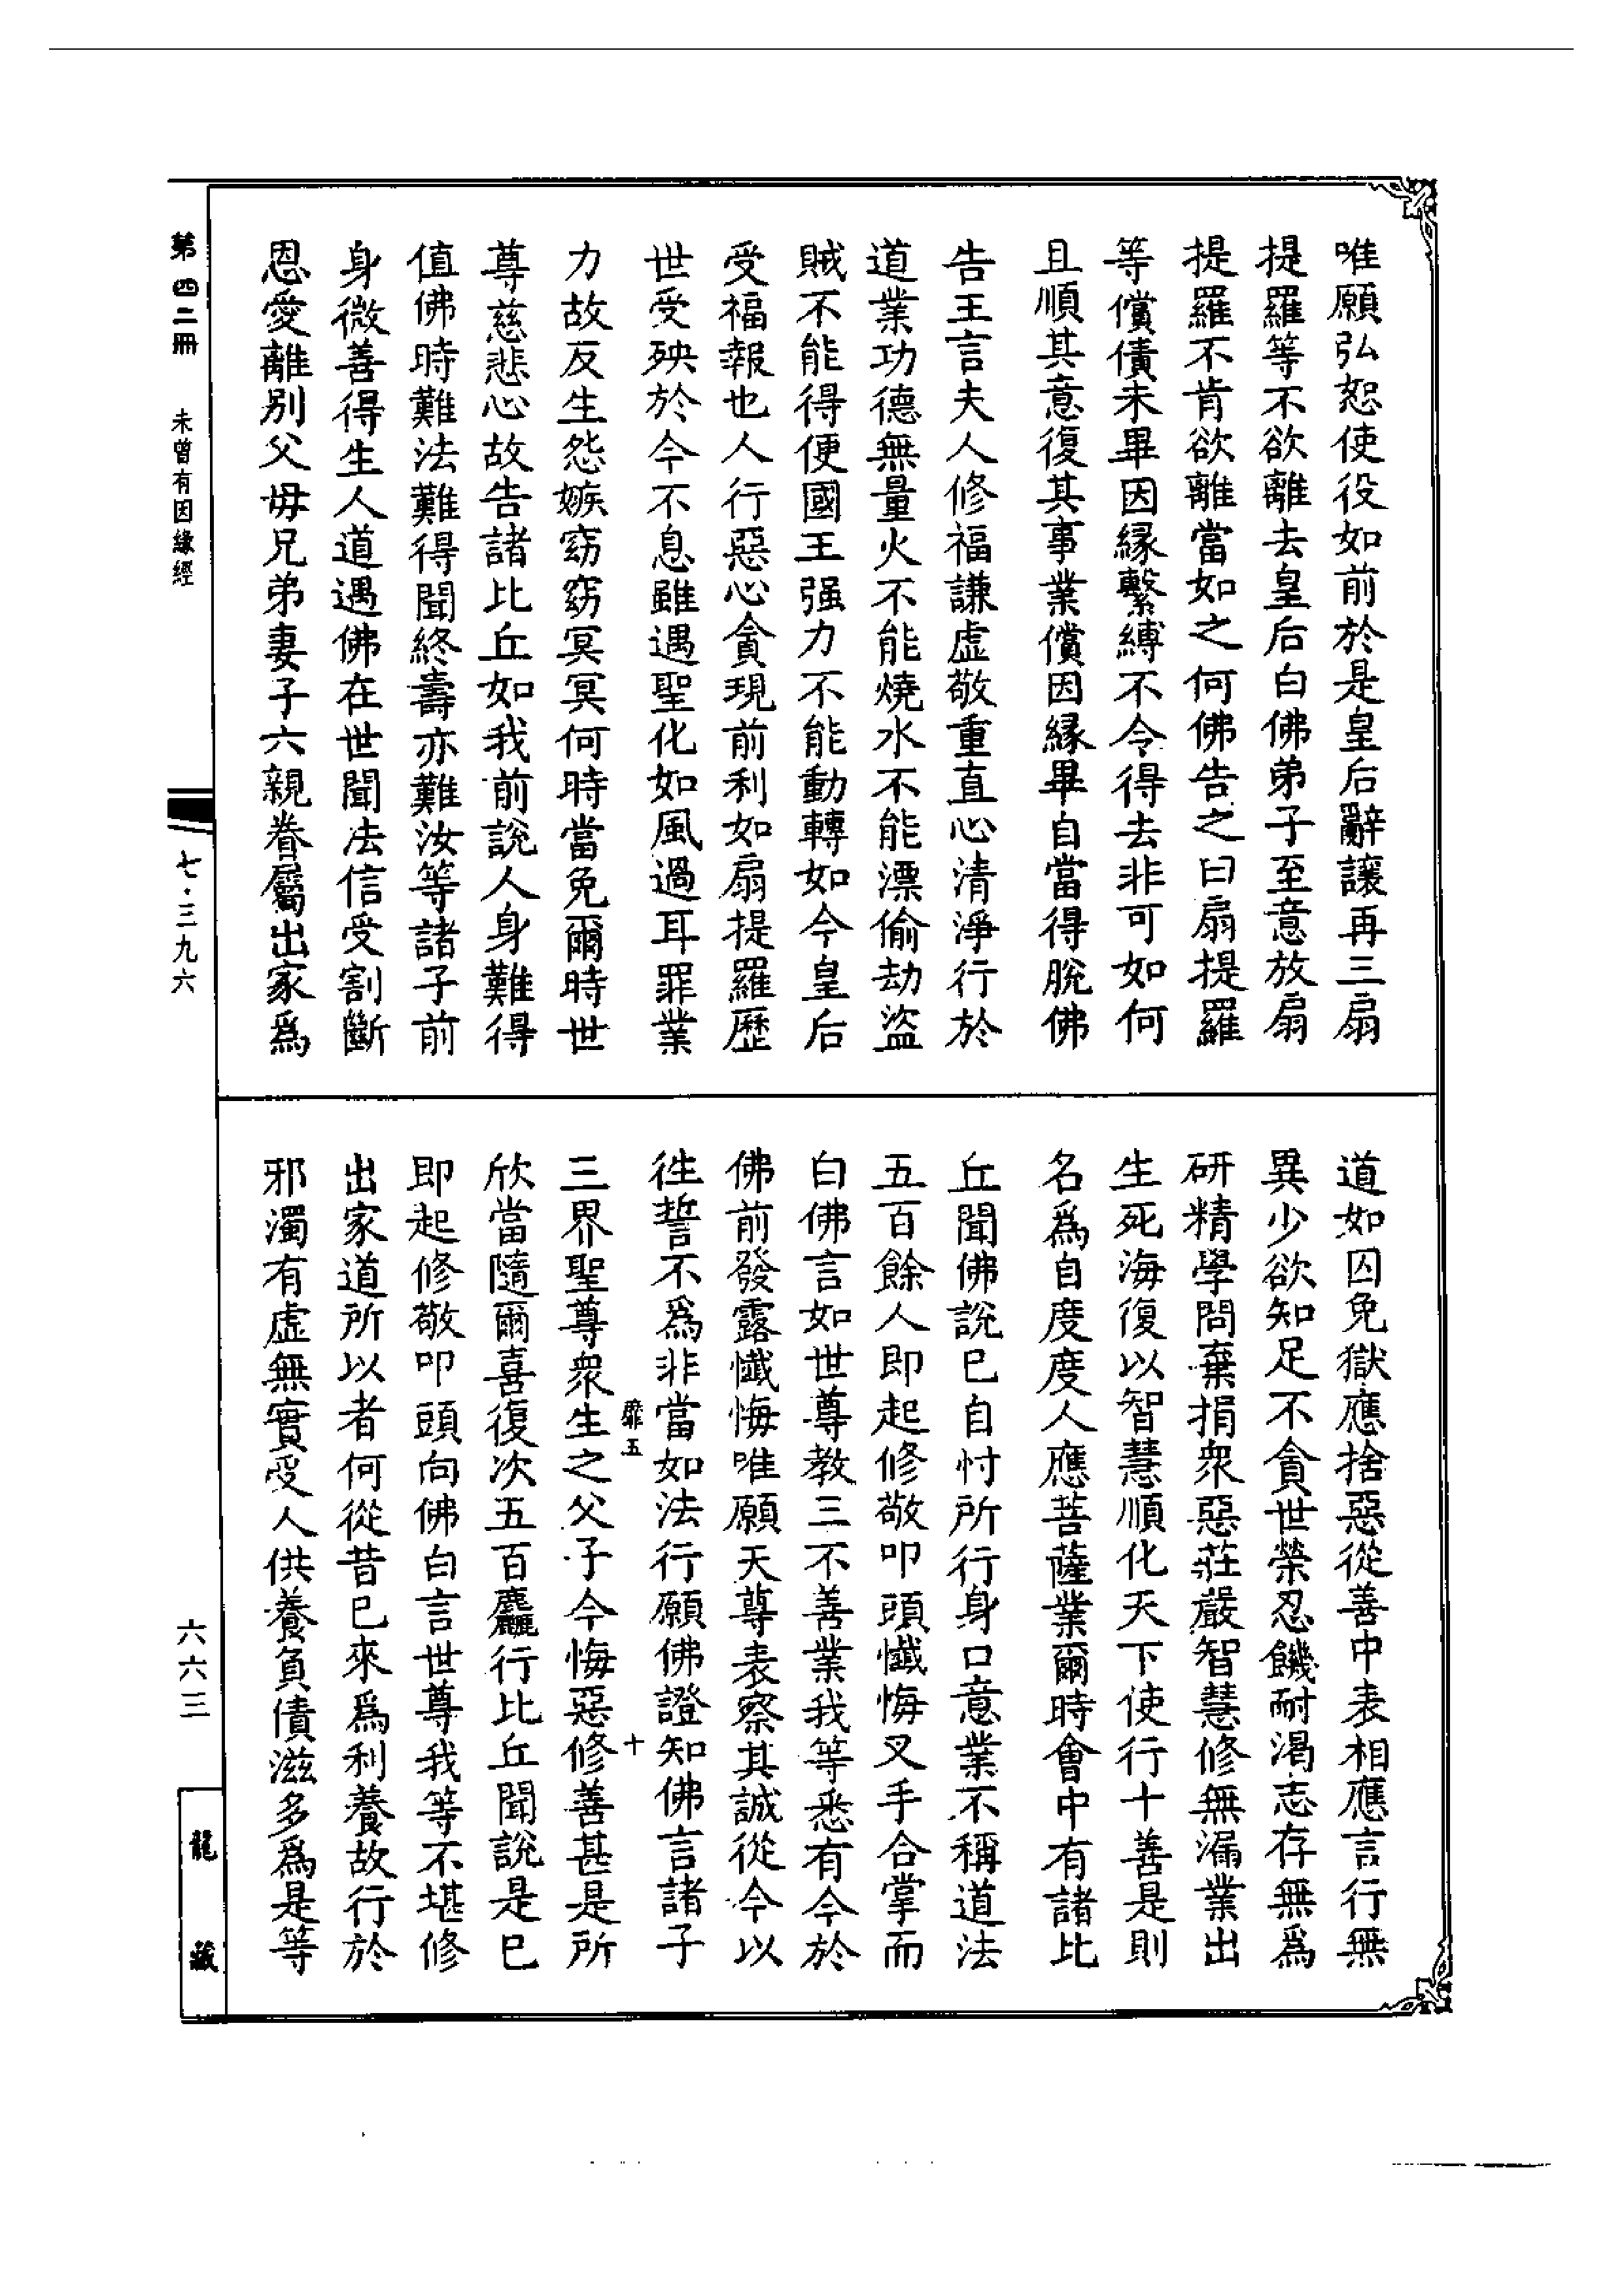 唯願弘恕使役如前於是皇后辭讓再三扇
提羅等不欲離去皇后白佛弟子至意放扇
提羅不肯欲離當如之何佛告之曰扇提羅
等償債未畢因緣繫縛不令得去非可如何
且順其意復其事業償因緣畢自當得脫佛
告王言夫人修福謙虛敬重直心清淨行於
道業功德無量火不能燒水不能漂偷劫盜
賊不能得便國王强力不能動轉如今皇后
受福報也人行惡心貪現前利如扇提羅歷
世受殃於今不息雖遇聖化如風過耳罪業
力故反生怨嫉窈窈冥冥何時當免爾時世
尊慈悲心故告諸比丘如我前說人身難得
值佛時難法難得聞終壽亦難汝等諸子前
身微善得生人道遇佛在世聞法信受割斷
恩愛離別父母兄弟妻子六親眷屬出家爲
道如囚免獄應捨惡從善中表相應言行無
異少欲知足不貪世榮忍饑耐渴志存無爲
研精學問棄捐衆惡莊嚴智慧修無漏業出
生死海復以智慧順化天下使行十善是則
名爲自度度人應菩薩業爾時會中有諸比
丘聞佛說已自忖所行身口意業不稱道法
五百餘人即起修敬叩頭懺悔叉手合掌而
白佛言如世尊教三不善業我等悉有今於
佛前發露懺悔唯願天尊表察其誠從今以
徃誓不爲非當如法行願佛證知佛言諸子
三界聖尊衆生之父子今悔惡修善甚是所
欣當隨爾喜復次五百麤行比丘聞說是已
即起修敬叩頭向佛白言世尊我等不堪修
出家道所以者何從昔已來爲利養故行於
邪濁有虛無實受人供養負債滋多爲是等
靡五
十
第四二冊 未曾有因緣經
七·三九六
六六三
龍藏